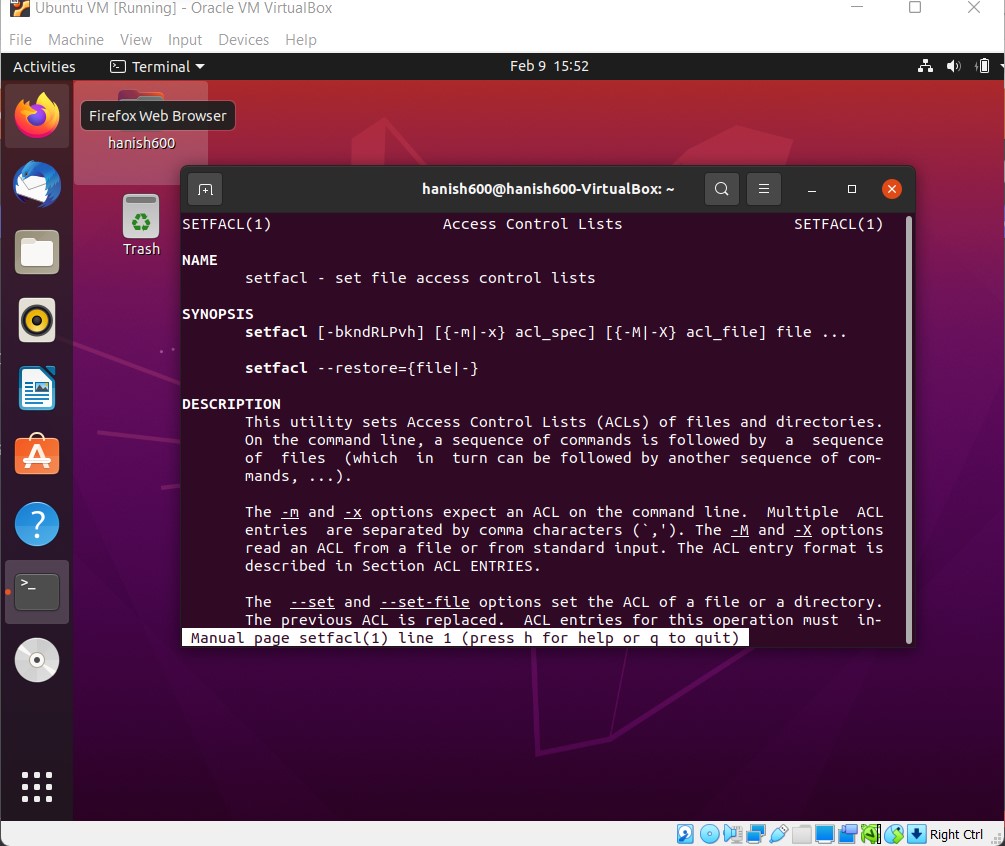 Ubuntu VM [Running] - Oracle VM VirtualBox
File Machine View Input Devices Help
Activities Terminal Feb 9 15:52
Firefox Web Browser
hanish600
Trash
hanish600@hanish600-VirtualBox: ~
SETFACL(1) Access Control Lists SETFACL(1)
NAME
setfacl - set file access control lists
SYNOPSIS
setfacl [-bkndRLPvh] [{-m|-x} acl_spec] [{-M|-X} acl_file] file ...
setfacl --restore={file|-}
DESCRIPTION
This utility sets Access Control Lists (ACLs) of files and directories.
On the command line, a sequence of commands is followed by a sequence
of files (which in turn can be followed by another sequence of com-
mands, ...).
The -m and -x options expect an ACL on the command line. Multiple ACL
entries are separated by comma characters (`,'). The -M and -X options
read an ACL from a file or from standard input. The ACL entry format is
described in Section ACL ENTRIES.
The --set and --set-file options set the ACL of a file or a directory.
The previous ACL is replaced. ACL entries for this operation must in-
Manual page setfacl(1) line 1 (press h for help or q to quit)
Right Ctrl